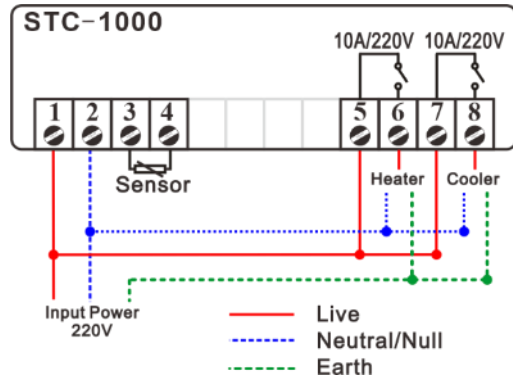 STC-1000
10A/220V 10A/220V
1 2 3 4 5 6 7 8
Sensor
Heater Cooler
Input Power
220V
Live
Neutral/Null
Earth